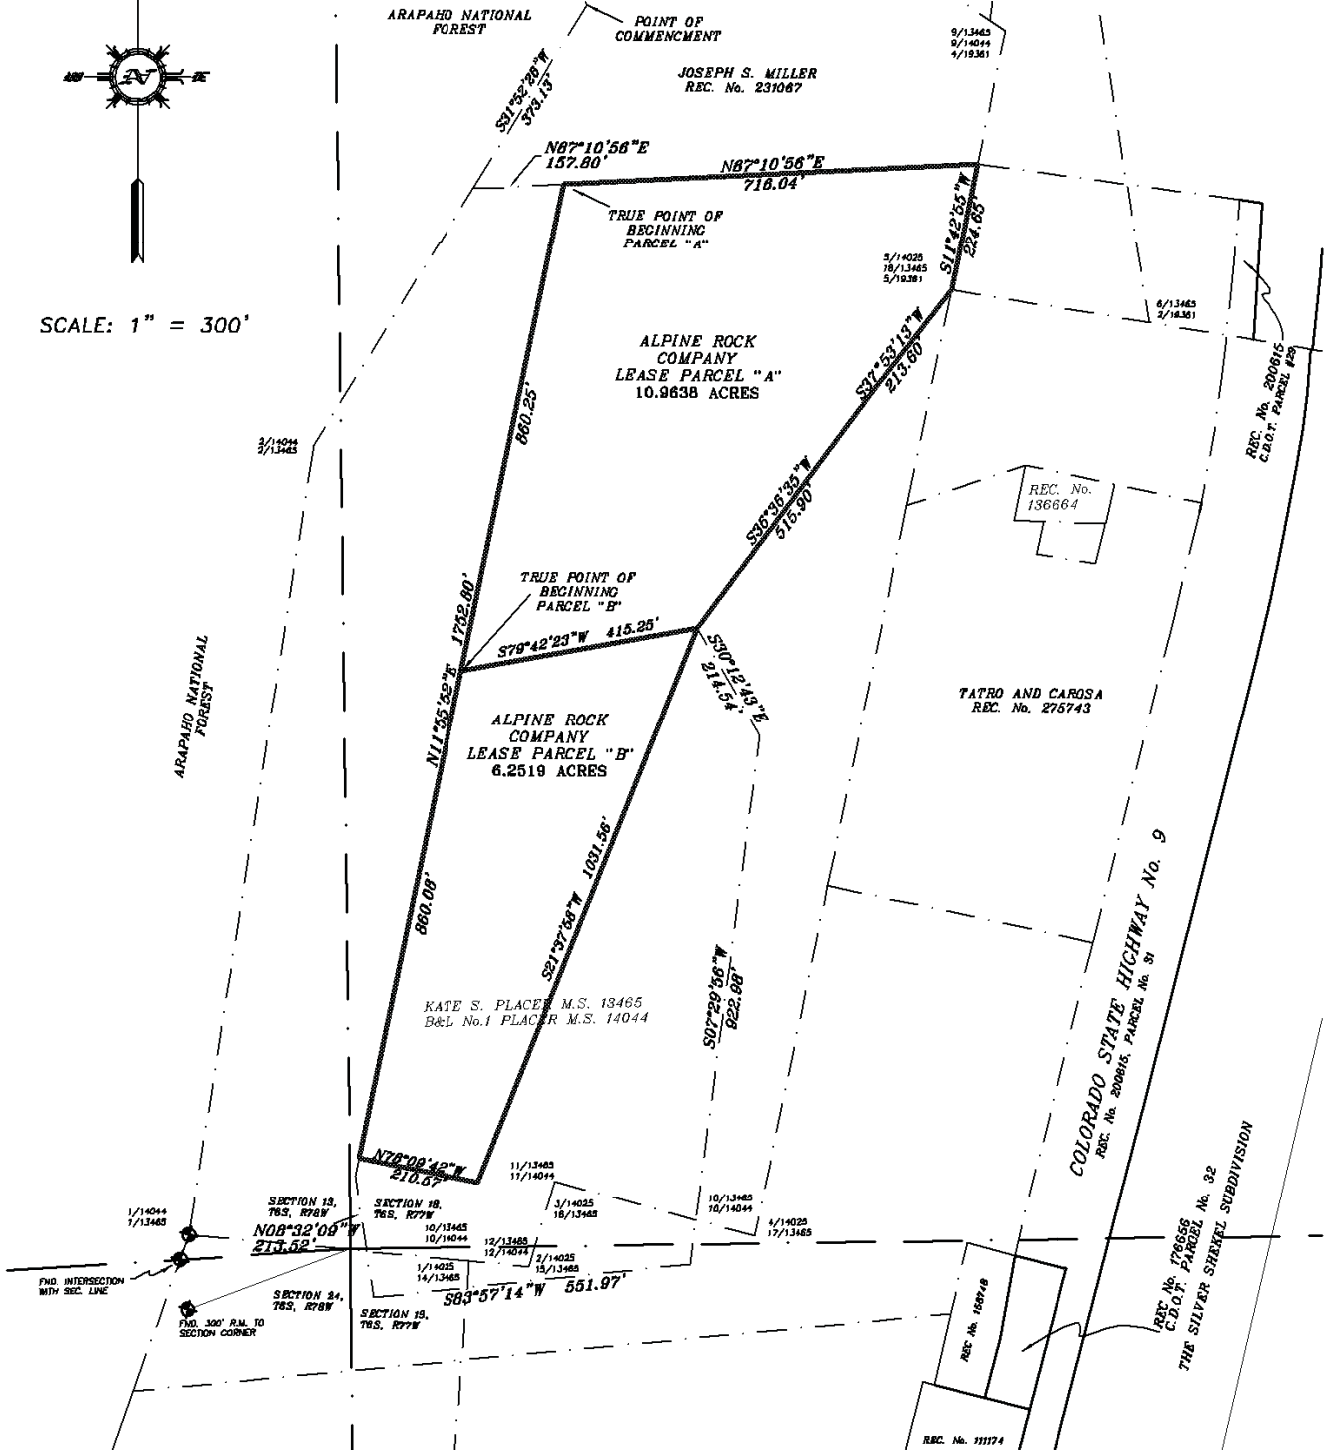 ARAPAHO NATIONAL
FOREST
POINT OF
COMMENCMENT
9/13465
9/14044
4/19361
JOSEPH S. MILLER
REC. No. 231067
S31°52'26"W
373.13'
N87°10'56"E
157.80'
N87°10'56"E
716.04'
TRUE POINT OF
BEGINNING
PARCEL "A"
S11°42'55"W
224.65'
5/14025
18/13465
5/19361
6/13465
2/19361
SCALE: 1" = 300'
ALPINE ROCK
COMPANY
LEASE PARCEL "A"
10.9638 ACRES
S37°53'13"W
213.60'
REC. No. 200615
C.D.O.T. PARCEL #29
860.25'
3/14044
2/13465
S36°36'35"W
515.90'
REC. No.
136664
TRUE POINT OF
BEGINNING
PARCEL "B"
1752.80'
N11°55'52"E
S79°42'23"W 415.25'
S30°12'43"E
214.54'
ARAPAHO NATIONAL
FOREST
TATRO AND CAROSA
REC. No. 275743
ALPINE ROCK
COMPANY
LEASE PARCEL "B"
6.2519 ACRES
860.08'
S21°37'58"W 1031.56'
S07°29'56"W
922.98'
COLORADO STATE HIGHWAY No. 9
REC. No. 200615, PARCEL No. 31
KATE S. PLACER M.S. 13465
B&L No.1 PLACER M.S. 14044
N76°09'42"W
210.57'
11/13465
11/14044
1/14044
1/13465
SECTION 13,
T6S, R78W
SECTION 18,
T6S, R77W
3/14025
16/13465
10/13465
10/14044
4/14025
17/13465
N08°32'09"W
213.52'
10/13465
10/14044
12/13465
12/14044
2/14025
15/13465
1/14025
14/13465
FND. INTERSECTION
WITH SEC. LINE
S83°57'14"W 551.97'
SECTION 24,
T6S, R78W
SECTION 19,
T6S, R77W
FND. 300' R.M. TO
SECTION CORNER
REC No. 176656
C.D.O.T. PARCEL No. 32
THE SILVER SHEKEL SUBDIVISION
REC. No. 111174